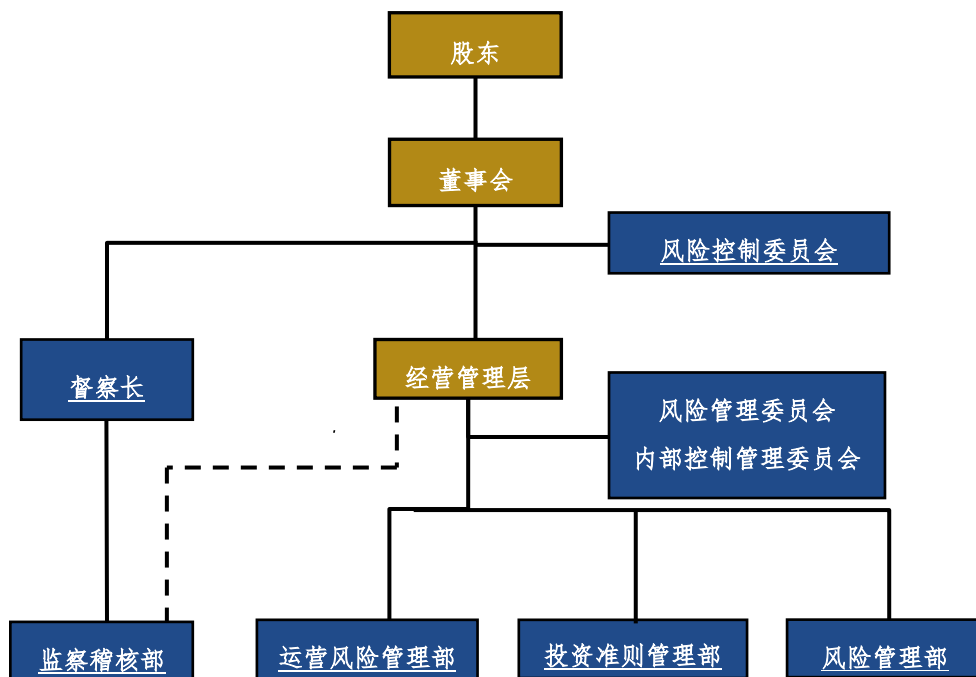 股东
董事会
风险控制委员会
督察长
经营管理层
风险管理委员会
内部控制管理委员会
监察稽核部
运营风险管理部
投资准则管理部
风险管理部